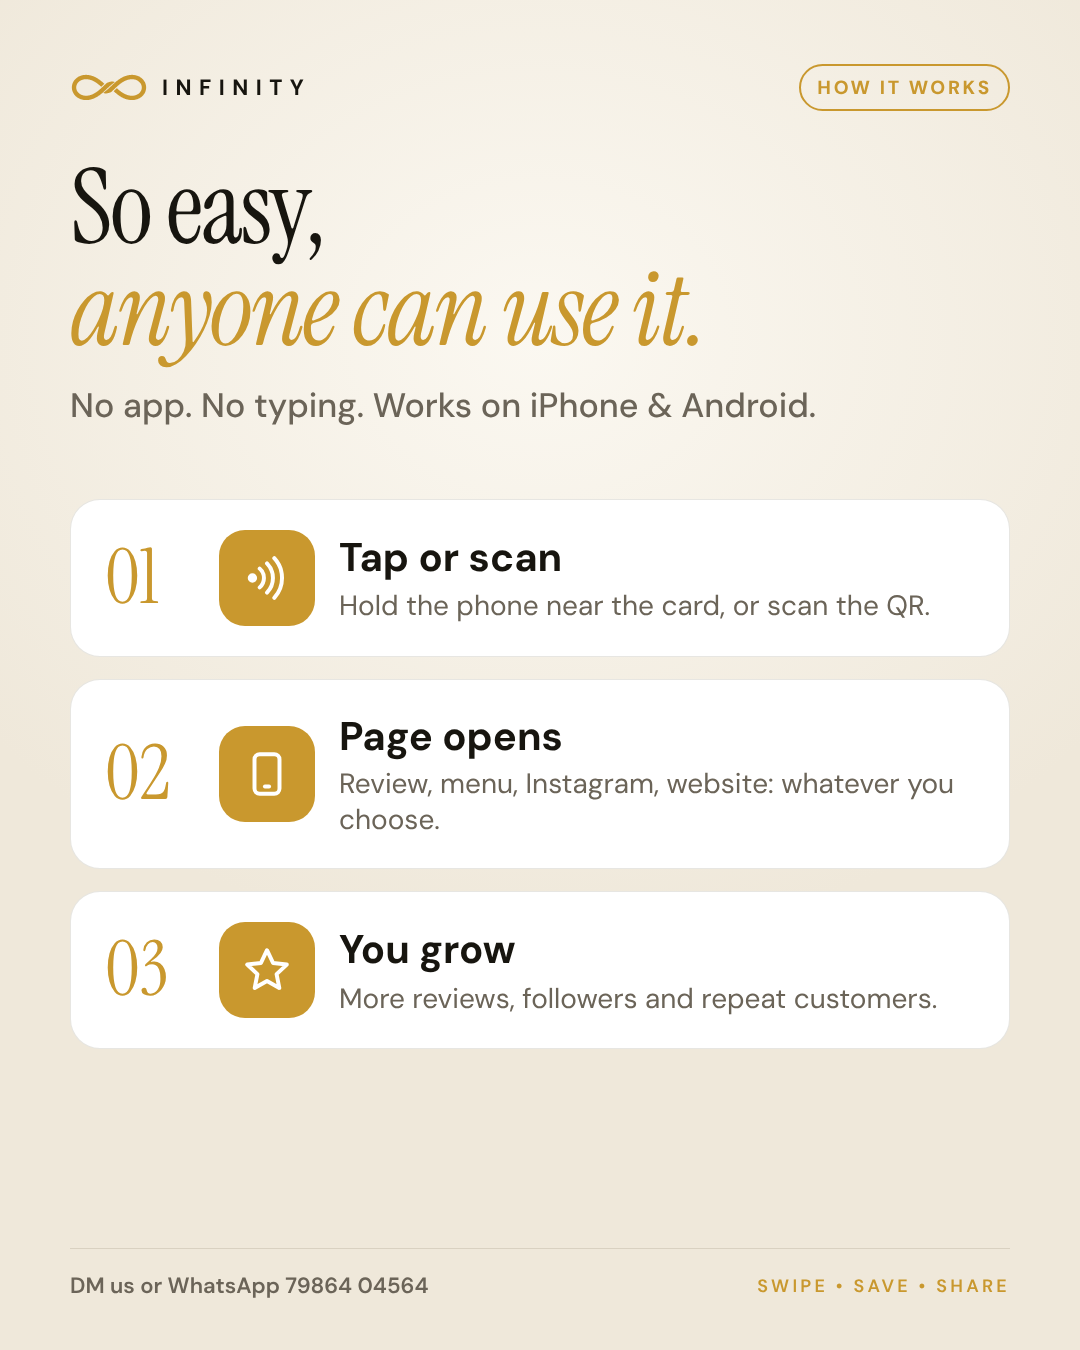 INFINITY
HOW IT WORKS
So easy,
anyone can use it.
No app. No typing. Works on iPhone & Android.
01
Tap or scan
Hold the phone near the card, or scan the QR.
02
Page opens
Review, menu, Instagram, website: whatever you
choose.
03
You grow
More reviews, followers and repeat customers.
DM us or WhatsApp 79864 04564
SWIPE • SAVE • SHARE